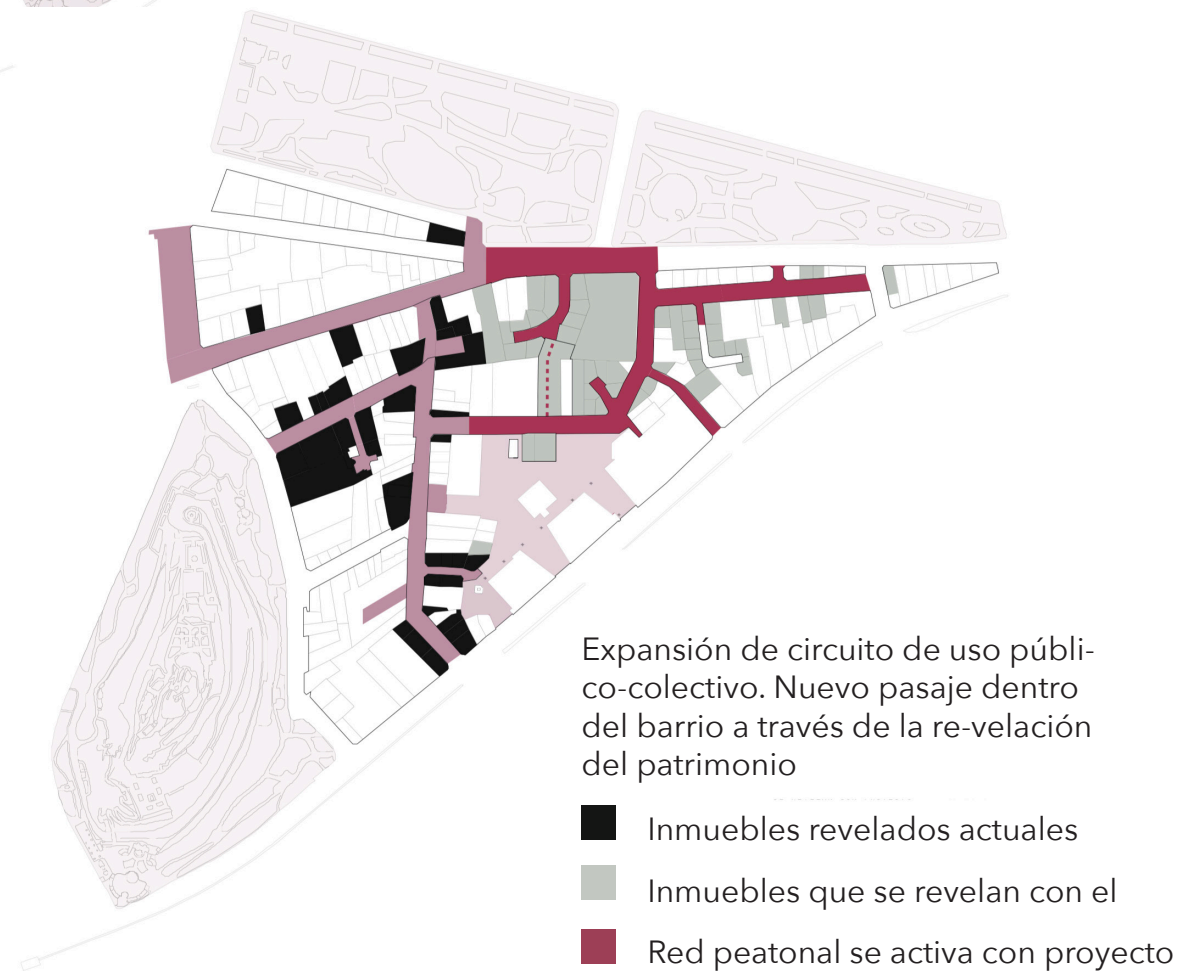 Expansión de circuito de uso públi-
co-colectivo. Nuevo pasaje dentro
del barrio a través de la re-velación
del patrimonio
Inmuebles revelados actuales
Inmuebles que se revelan con el
Red peatonal se activa con proyecto